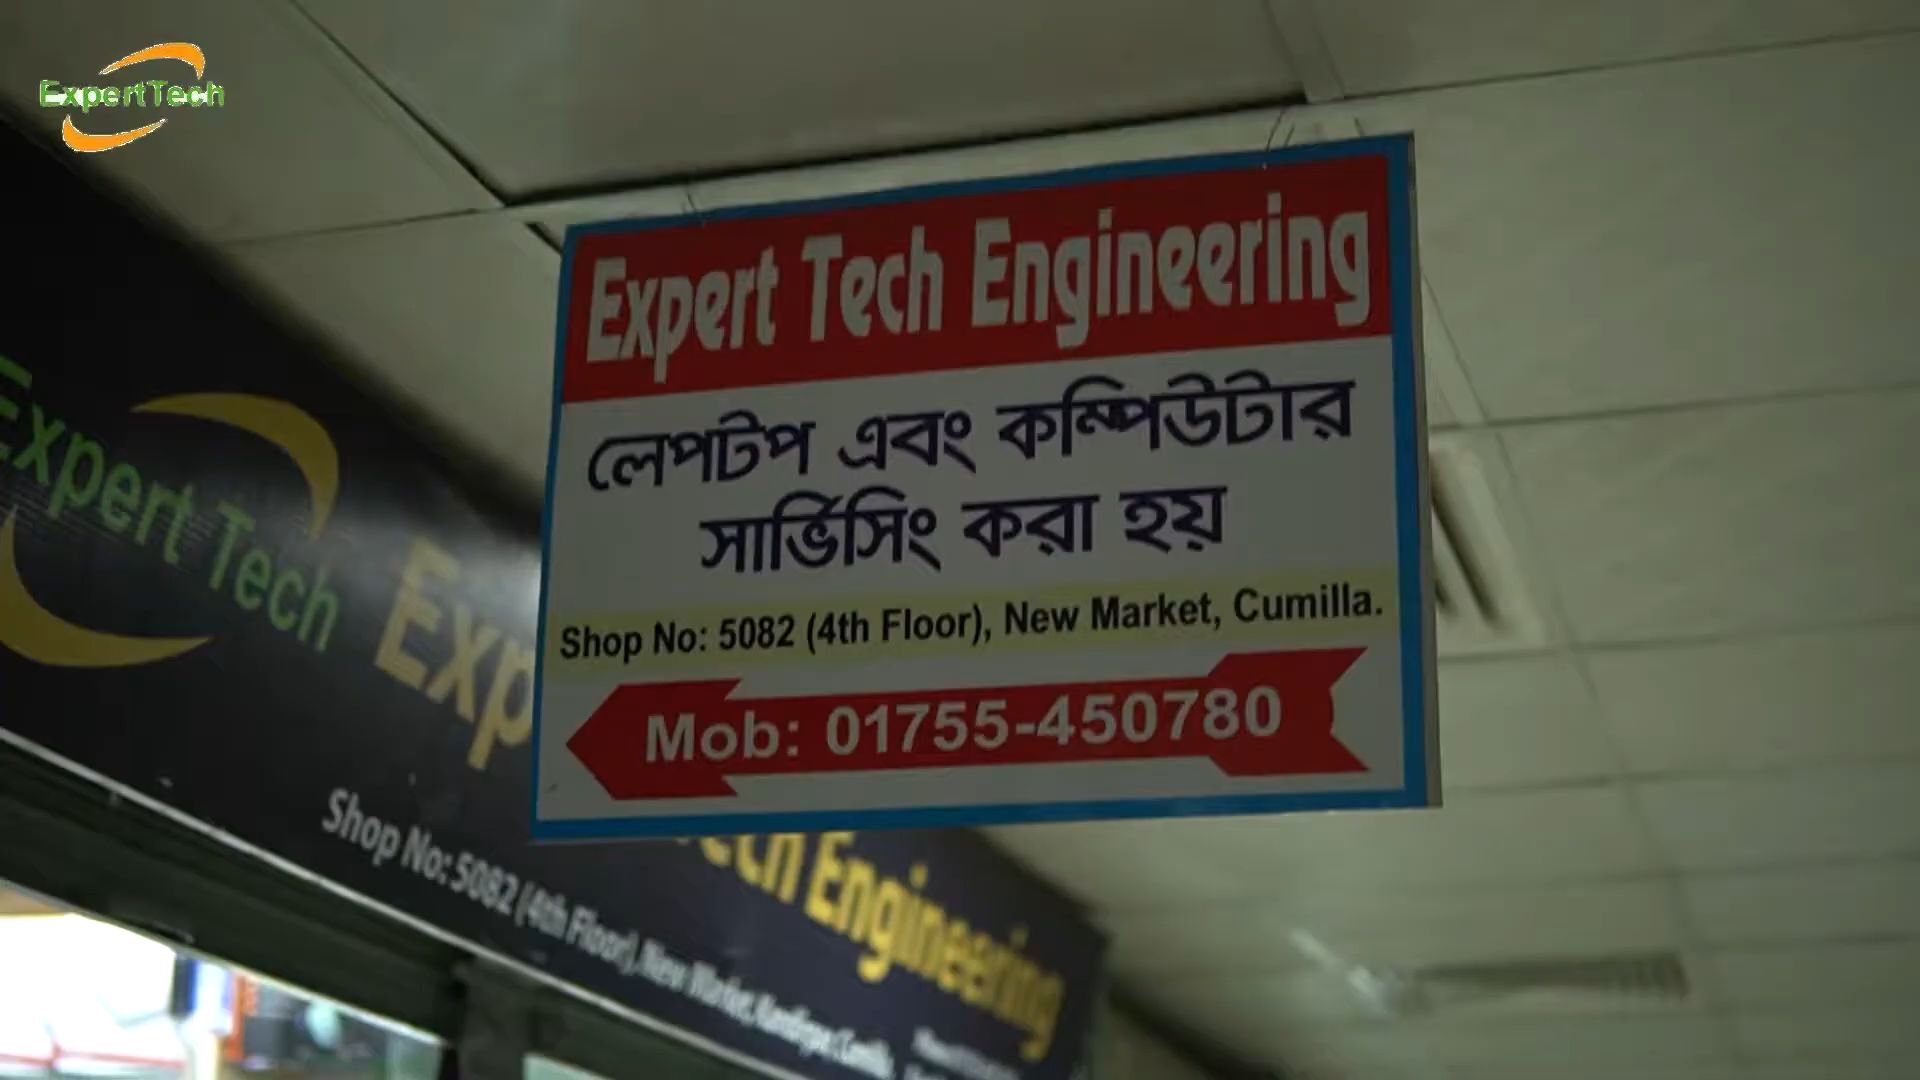 ExpertTech
Expert Tech Engineering
লেপটপ এবং কম্পিউটার
সার্ভিসিং করা হয়
Shop No: 5082 (4th Floor), New Market, Cumilla.
Mob: 01755-450780
Expert Tech
Exp
Tech Engineering
Shop No: 5082 (4th Floor), New Market,